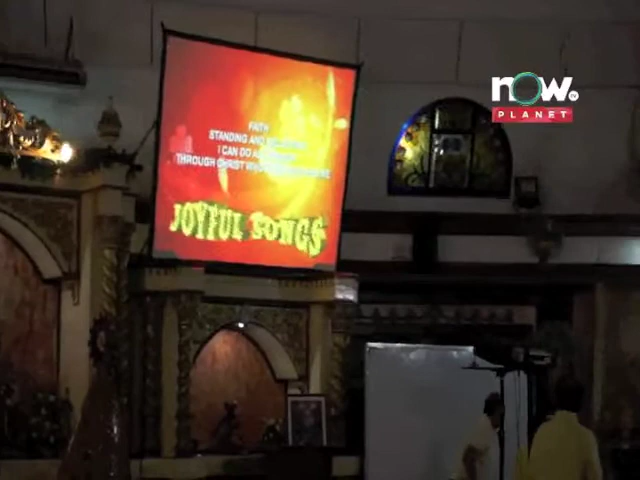 now.
PLANET
FAITH
STANDING AND
I CAN DO
THROUGH CHRIST
JOYFUL SONGS